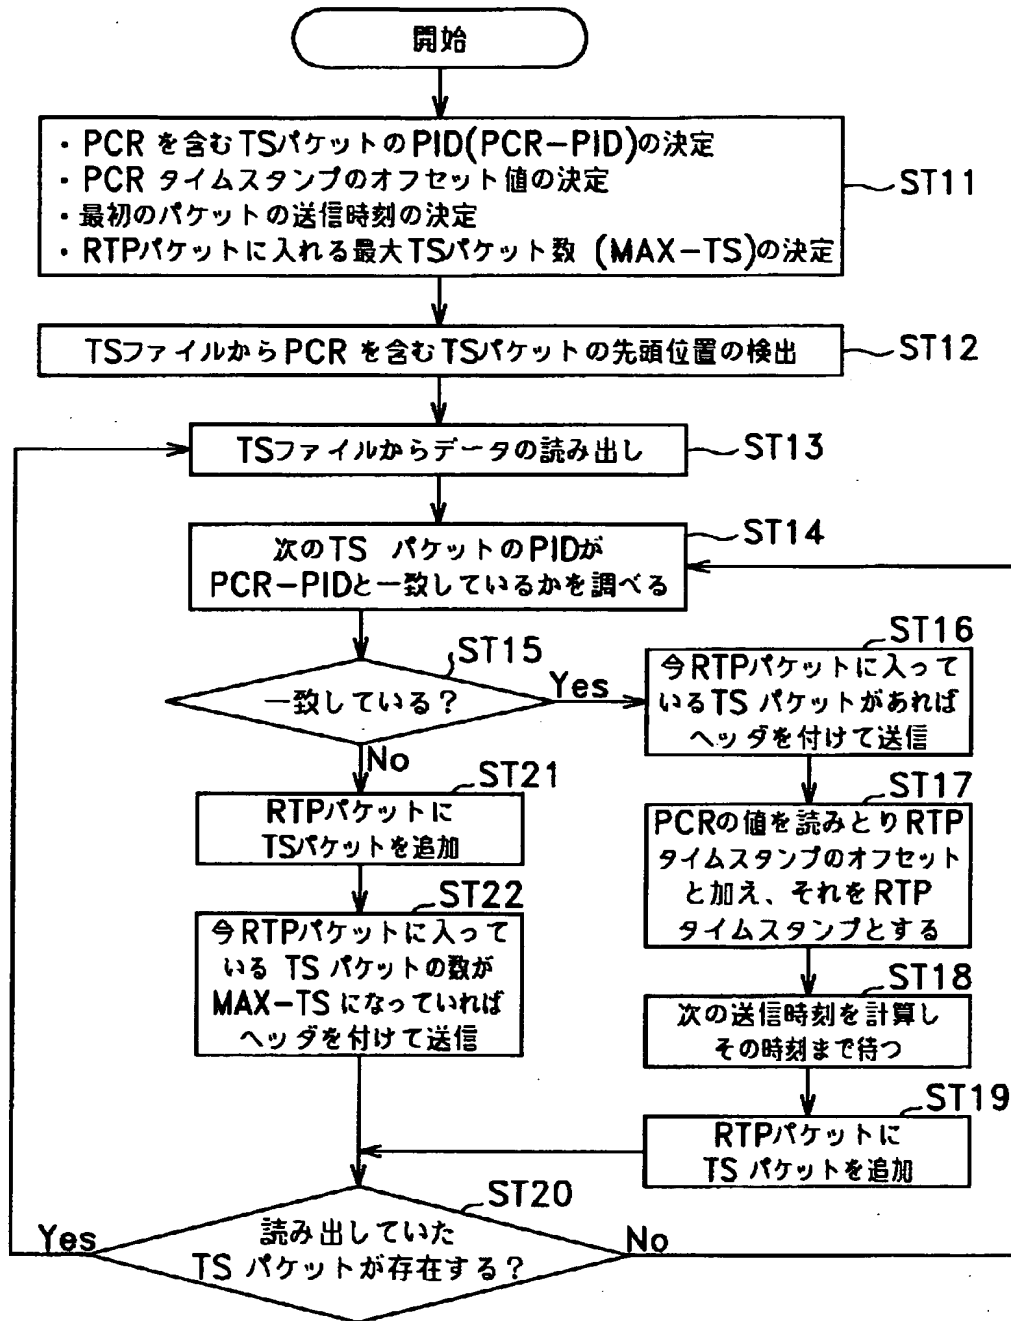 開始
・PCR を含むTSパケットのPID(PCR-PID)の決定
・PCR タイムスタンプのオフセット値の決定
・最初のパケットの送信時刻の決定
・RTPパケットに入れる最大TSパケット数 (MAX-TS)の決定
ST11
TSファイルからPCR を含むTSパケットの先頭位置の検出
ST12
TSファイルからデータの読み出し
ST13
ST14
次のTS パケットのPIDが
PCR-PIDと一致しているかを調べる
ST15
一致している?
Yes
No
ST16
今RTPパケットに入って
いるTS パケットがあれば
ヘッダを付けて送信
ST17
PCRの値を読みとりRTP
タイムスタンプのオフセット
と加え、それをRTP
タイムスタンプとする
ST18
次の送信時刻を計算し
その時刻まで待つ
ST19
RTPパケットに
TS パケットを追加
ST21
RTPパケットに
TSパケットを追加
ST22
今RTPパケットに入って
いる TS パケットの数が
MAX-TS になっていれば
ヘッダを付けて送信
ST20
読み出していた
TS パケットが存在する?
Yes
No